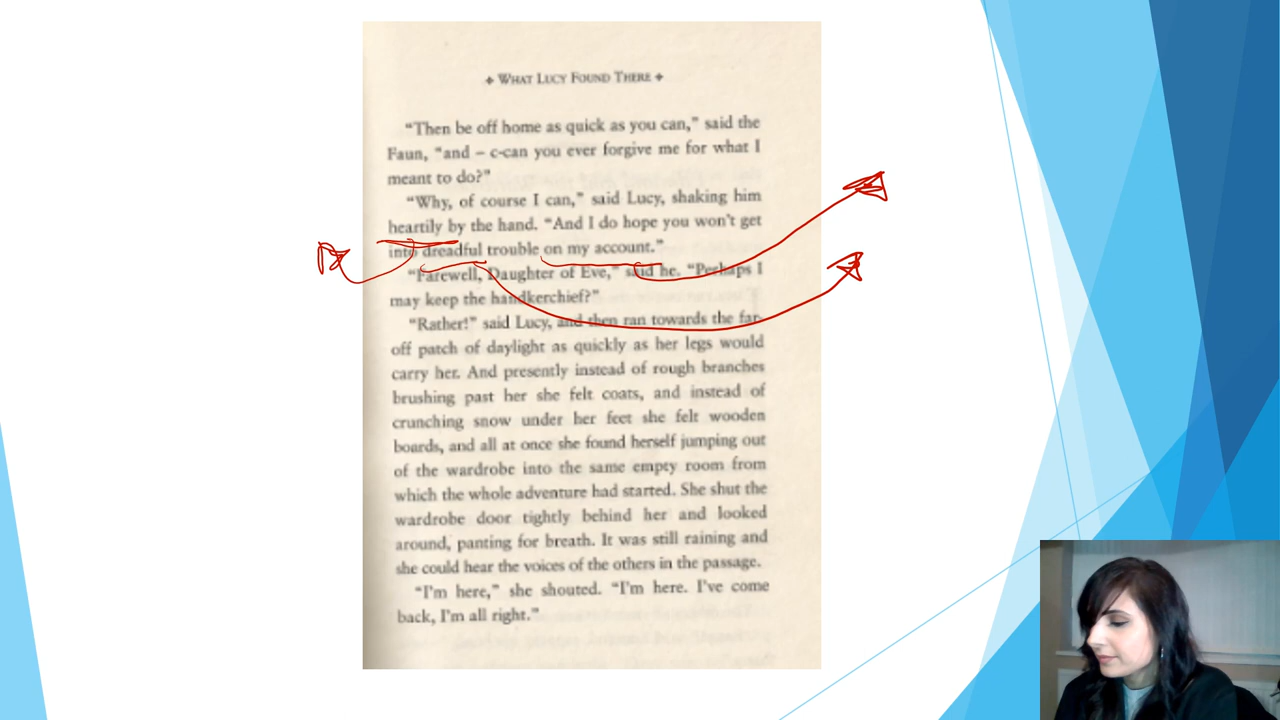 ✦ WHAT LUCY FOUND THERE ✦
“Then be off home as quick as you can,” said the
Faun, “and – c-can you ever forgive me for what I
meant to do?”
“Why, of course I can,” said Lucy, shaking him
heartily by the hand. “And I do hope you won't get
into dreadful trouble on my account.”
“Farewell, Daughter of Eve,” said he. “Perhaps I
may keep the handkerchief?”
“Rather!” said Lucy, and then ran towards the far-
off patch of daylight as quickly as her legs would
carry her. And presently instead of rough branches
brushing past her she felt coats, and instead of
crunching snow under her feet she felt wooden
boards, and all at once she found herself jumping out
of the wardrobe into the same empty room from
which the whole adventure had started. She shut the
wardrobe door tightly behind her and looked
around, panting for breath. It was still raining and
she could hear the voices of the others in the passage.
“I'm here,” she shouted. “I'm here. I've come
back, I'm all right.”